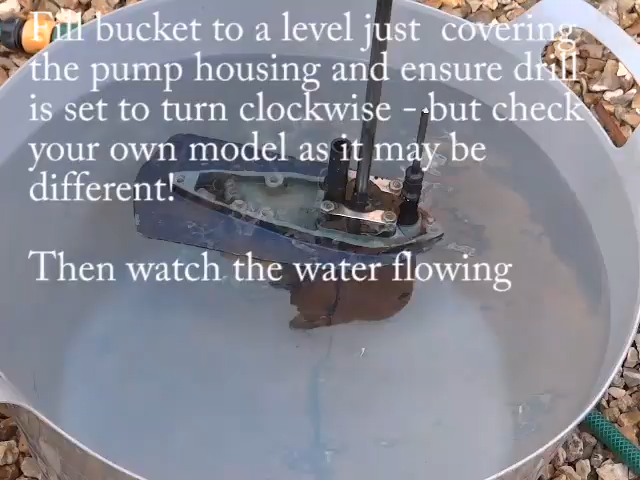 Fill bucket to a level just covering
the pump housing and ensure drill
is set to turn clockwise - but check
your own model as it may be
different!
Then watch the water flowing